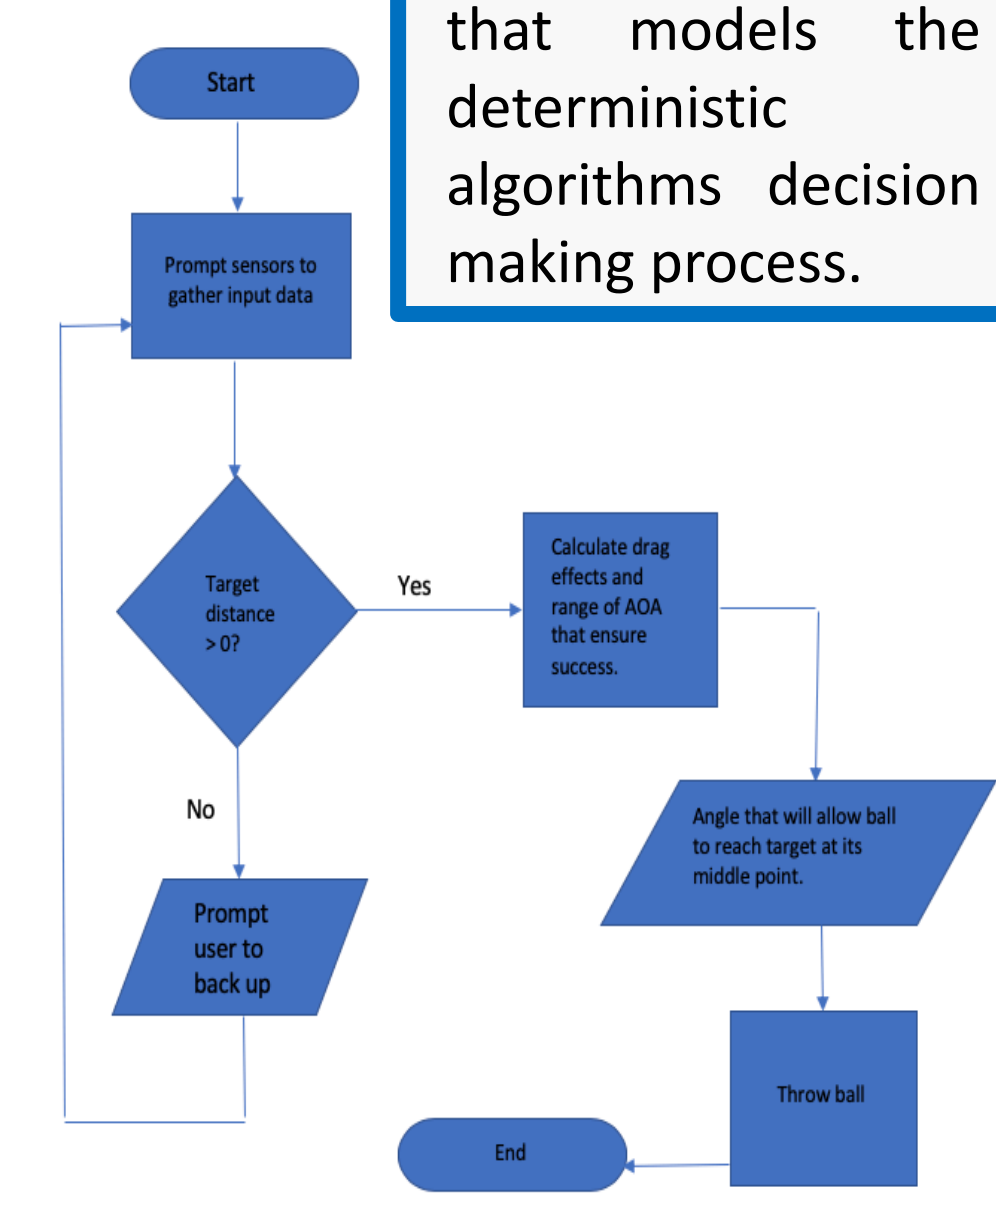 that models the
deterministic
algorithms decision
making process.
Start
Prompt sensors to
gather input data
Target
distance
> 0?
Yes
Calculate drag
effects and
range of AOA
that ensure
success.
No
Angle that will allow ball
to reach target at its
middle point.
Prompt
user to
back up
Throw ball
End